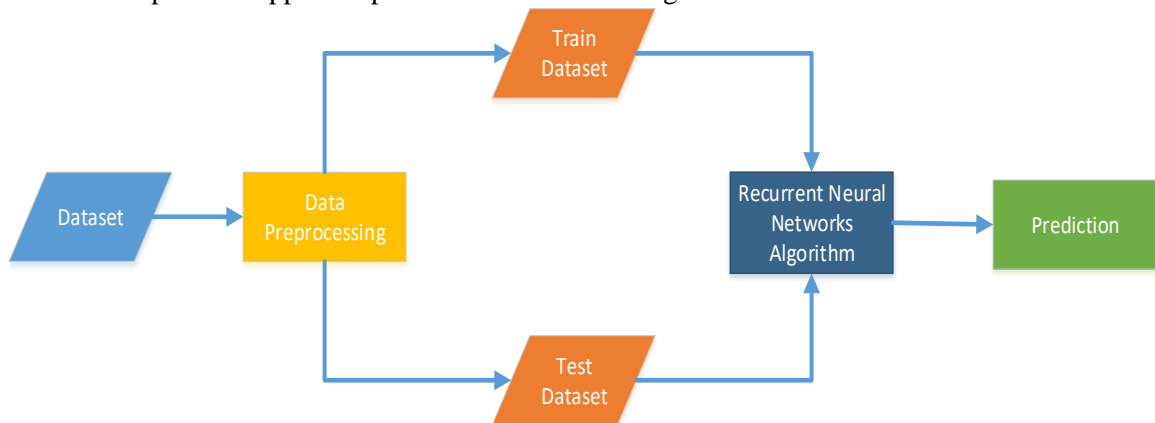 Train
Dataset
Dataset
Data
Preprocessing
Recurrent Neural
Networks
Algorithm
Prediction
Test
Dataset